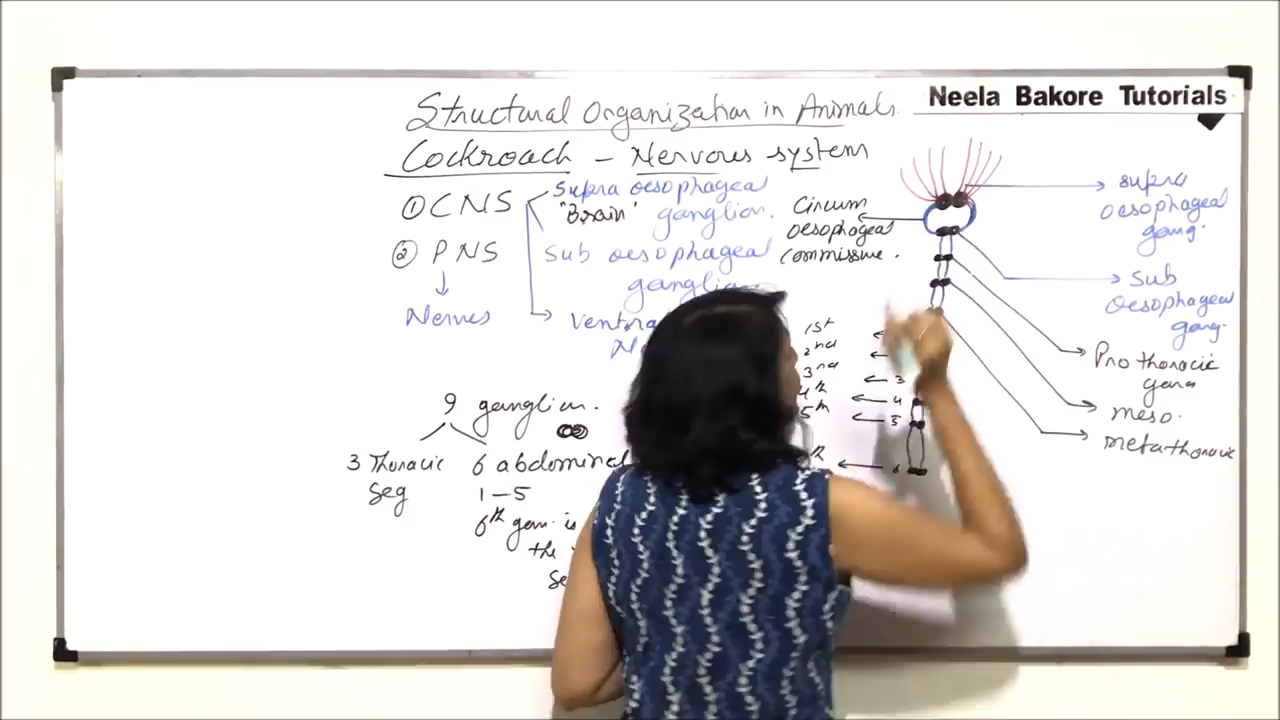 Neela Bakore Tutorials
Structural Organization in Animals
Cockroach - Nervous system
① CNS
Supra oesophageal
"Brain" ganglion.
② PNS
Sub oesophageal
ganglion
Nerves
Circum
Oesophageal
Commissure.
Supra
Oesophageal
gang.
Sub
Oesophageal
gang.
Pro thoracic
gang
meso.
metathoracic
1st
2nd
3rd
4th
5th
3
4
5
6
9 ganglion.
3 Thoracic
Seg
6 abdominal
1-5
6th gan. is
the